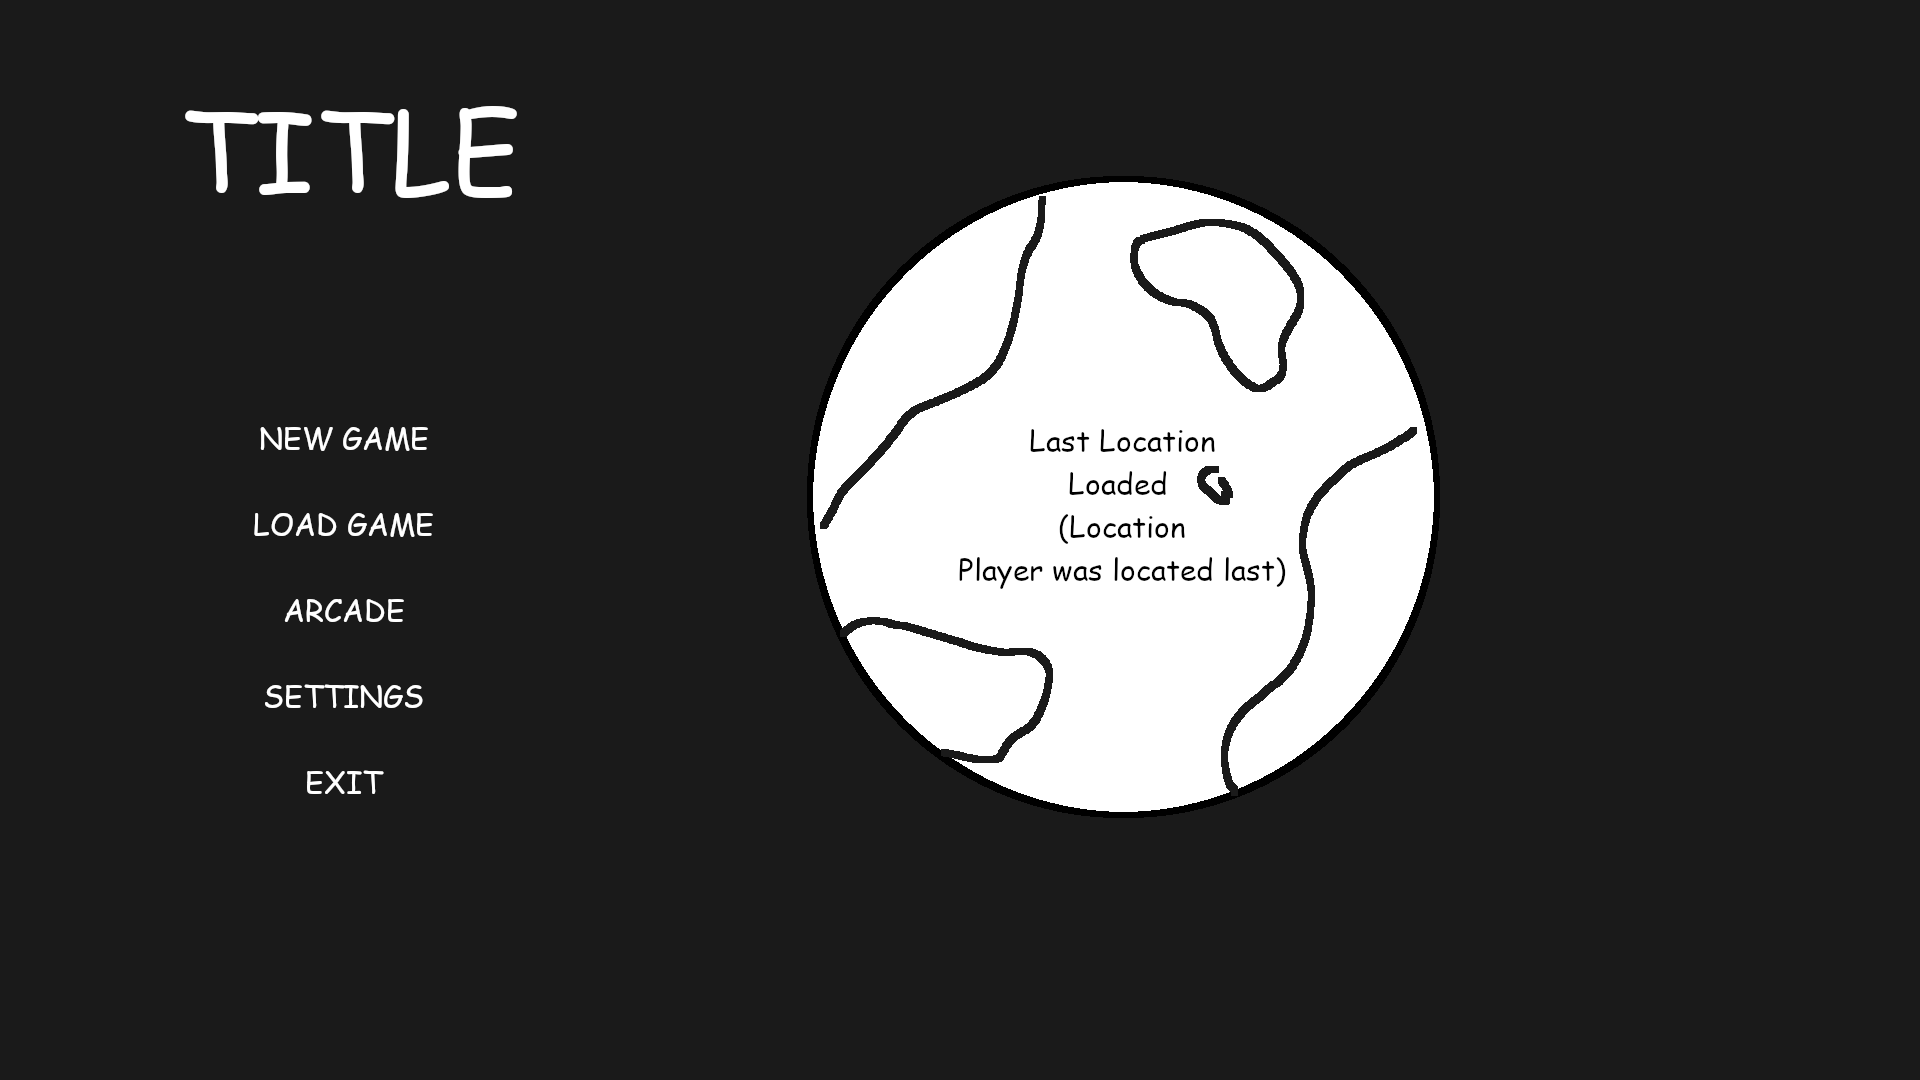 TITLE
NEW GAME
LOAD GAME
ARCADE
SETTINGS
EXIT
Last Location
Loaded
(Location
Player was located last)